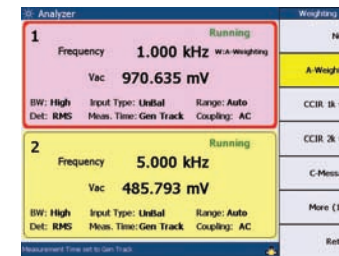 Analyzer
Weighting
1
Running
Frequency 1.000 kHz W:A-Weighting
Vac 970.635 mV
BW: High Input Type: UnBal Range: Auto
Det: RMS Meas. Time: Gen Track Coupling: AC
2
Running
Frequency 5.000 kHz
Vac 485.793 mV
BW: High Input Type: UnBal Range: Auto
Det: RMS Meas. Time: Gen Track Coupling: AC
Measurement Time set to Gen Track
N
A-Weigh
CCIR 1k
CCIR 2k
C-Mess
More (1
Ret